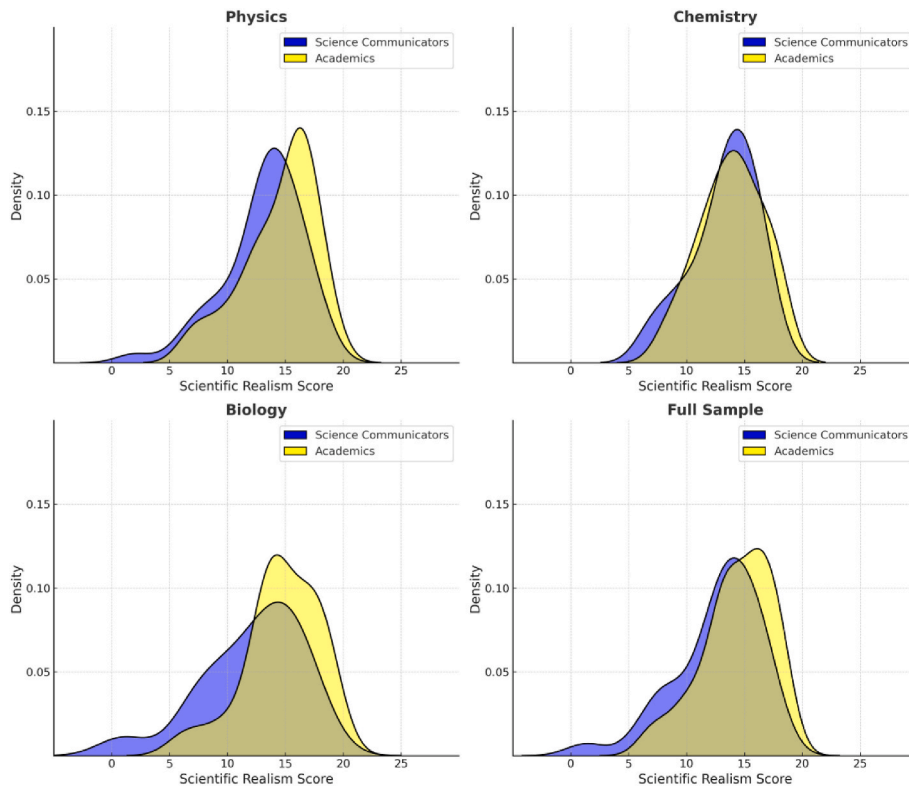 Physics
Science Communicators
Academics
0.15
0.10
0.05
Density
0 5 10 15 20 25
Scientific Realism Score
Chemistry
Science Communicators
Academics
0.15
0.10
0.05
Density
0 5 10 15 20 25
Scientific Realism Score
Biology
Science Communicators
Academics
0.15
0.10
0.05
Density
0 5 10 15 20 25
Scientific Realism Score
Full Sample
Science Communicators
Academics
0.15
0.10
0.05
Density
0 5 10 15 20 25
Scientific Realism Score